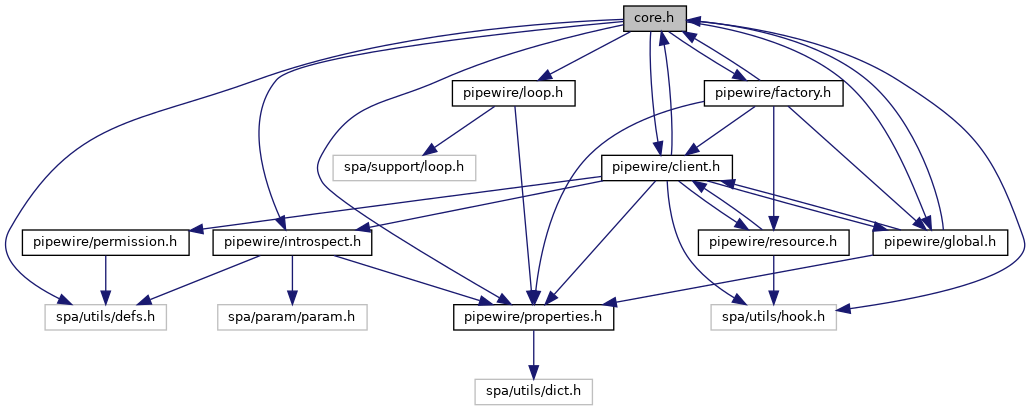 core.h
pipewire/loop.h
pipewire/factory.h
spa/support/loop.h
pipewire/client.h
pipewire/permission.h
pipewire/introspect.h
pipewire/resource.h
pipewire/global.h
spa/utils/defs.h
spa/param/param.h
pipewire/properties.h
spa/utils/hook.h
spa/utils/dict.h